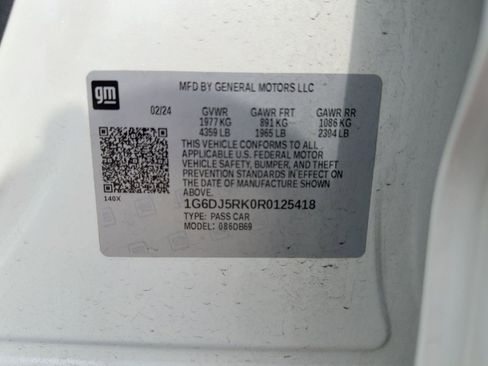 gm
MFD BY GENERAL MOTORS LLC
02/24 GVWR GAWR FRT GAWR RR
1977 KG 891 KG 1086 KG
4359 LB 1965 LB 2394 LB
THIS VEHICLE CONFORMS TO ALL
APPLICABLE U.S. FEDERAL MOTOR
VEHICLE SAFETY, BUMPER, AND THEFT
PREVENTION STANDARDS IN EFFECT ON
THE DATE OF MANUFACTURE SHOWN
ABOVE.
140X
1G6DJ5RK0R0125418
TYPE: PASS CAR
MODEL: 086DB69